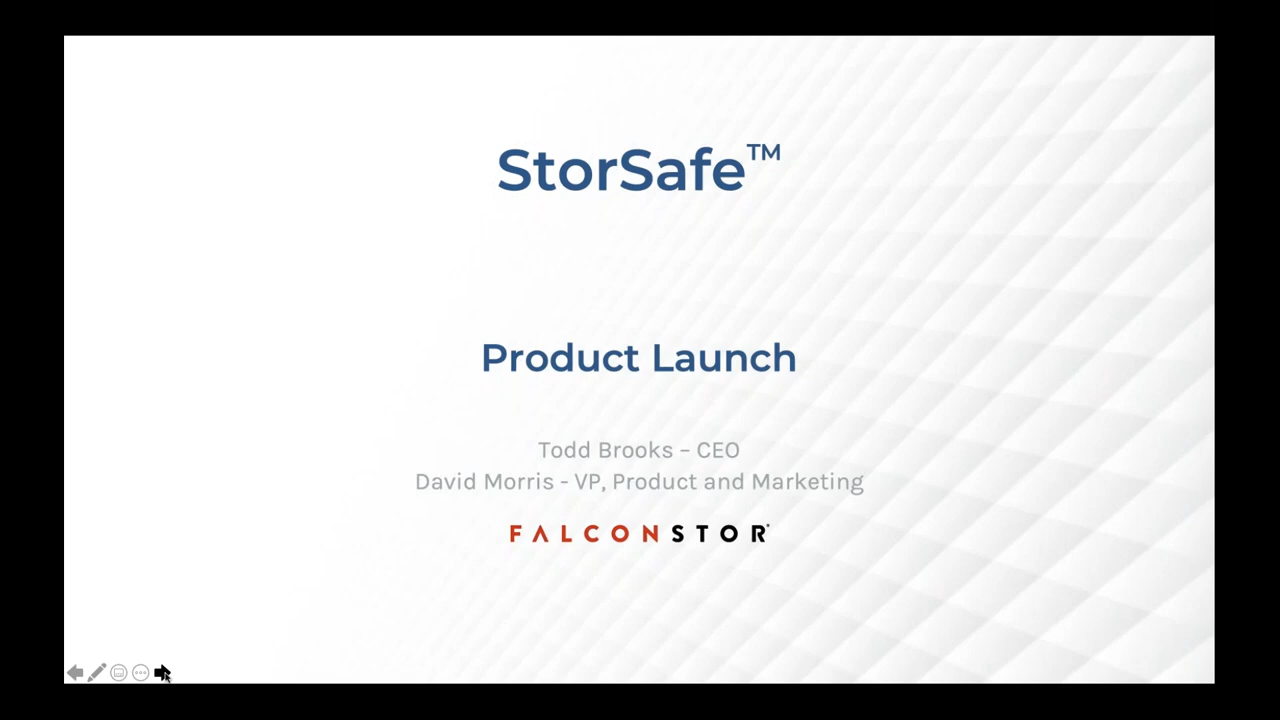 StorSafe™
Product Launch
Todd Brooks – CEO
David Morris - VP, Product and Marketing
FALCONSTOR®